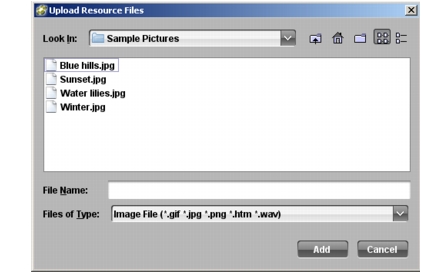 Upload Resource Files
Look In: Sample Pictures
Blue hills.jpg
Sunset.jpg
Water lilies.jpg
Winter.jpg
File Name:
Files of Type: Image File (*.gif *.jpg *.png *.htm *.wav)
Add Cancel